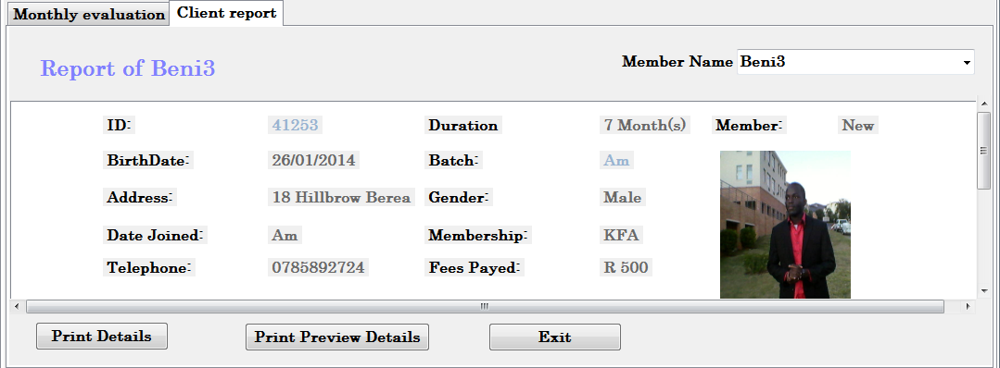 Monthly evaluation Client report
Report of Beni3 Member Name Beni3
ID: 41253 Duration 7 Month(s) Member: New
BirthDate: 26/01/2014 Batch: Am
Address: 18 Hillbrow Berea Gender: Male
Date Joined: Am Membership: KFA
Telephone: 0785892724 Fees Payed: R 500
Print Details Print Preview Details Exit